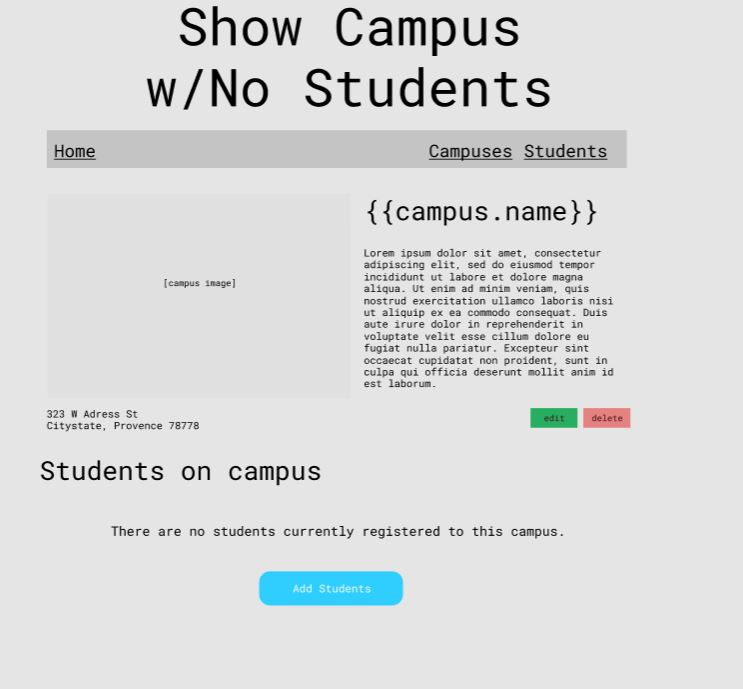 Show Campus
w/No Students
Home
Campuses Students
{{campus.name}}
Lorem ipsum dolor sit amet, consectetur
adipiscing elit, sed do eiusmod tempor
incididunt ut labore et dolore magna
aliqua. Ut enim ad minim veniam, quis
nostrud exercitation ullamco laboris nisi
ut aliquip ex ea commodo consequat. Duis
aute irure dolor in reprehenderit in
voluptate velit esse cillum dolore eu
fugiat nulla pariatur. Excepteur sint
occaecat cupidatat non proident, sunt in
culpa qui officia deserunt mollit anim id
est laborum.
[campus image]
323 W Adress St
Citystate, Provence 78778
edit
delete
Students on campus
There are no students currently registered to this campus.
Add Students